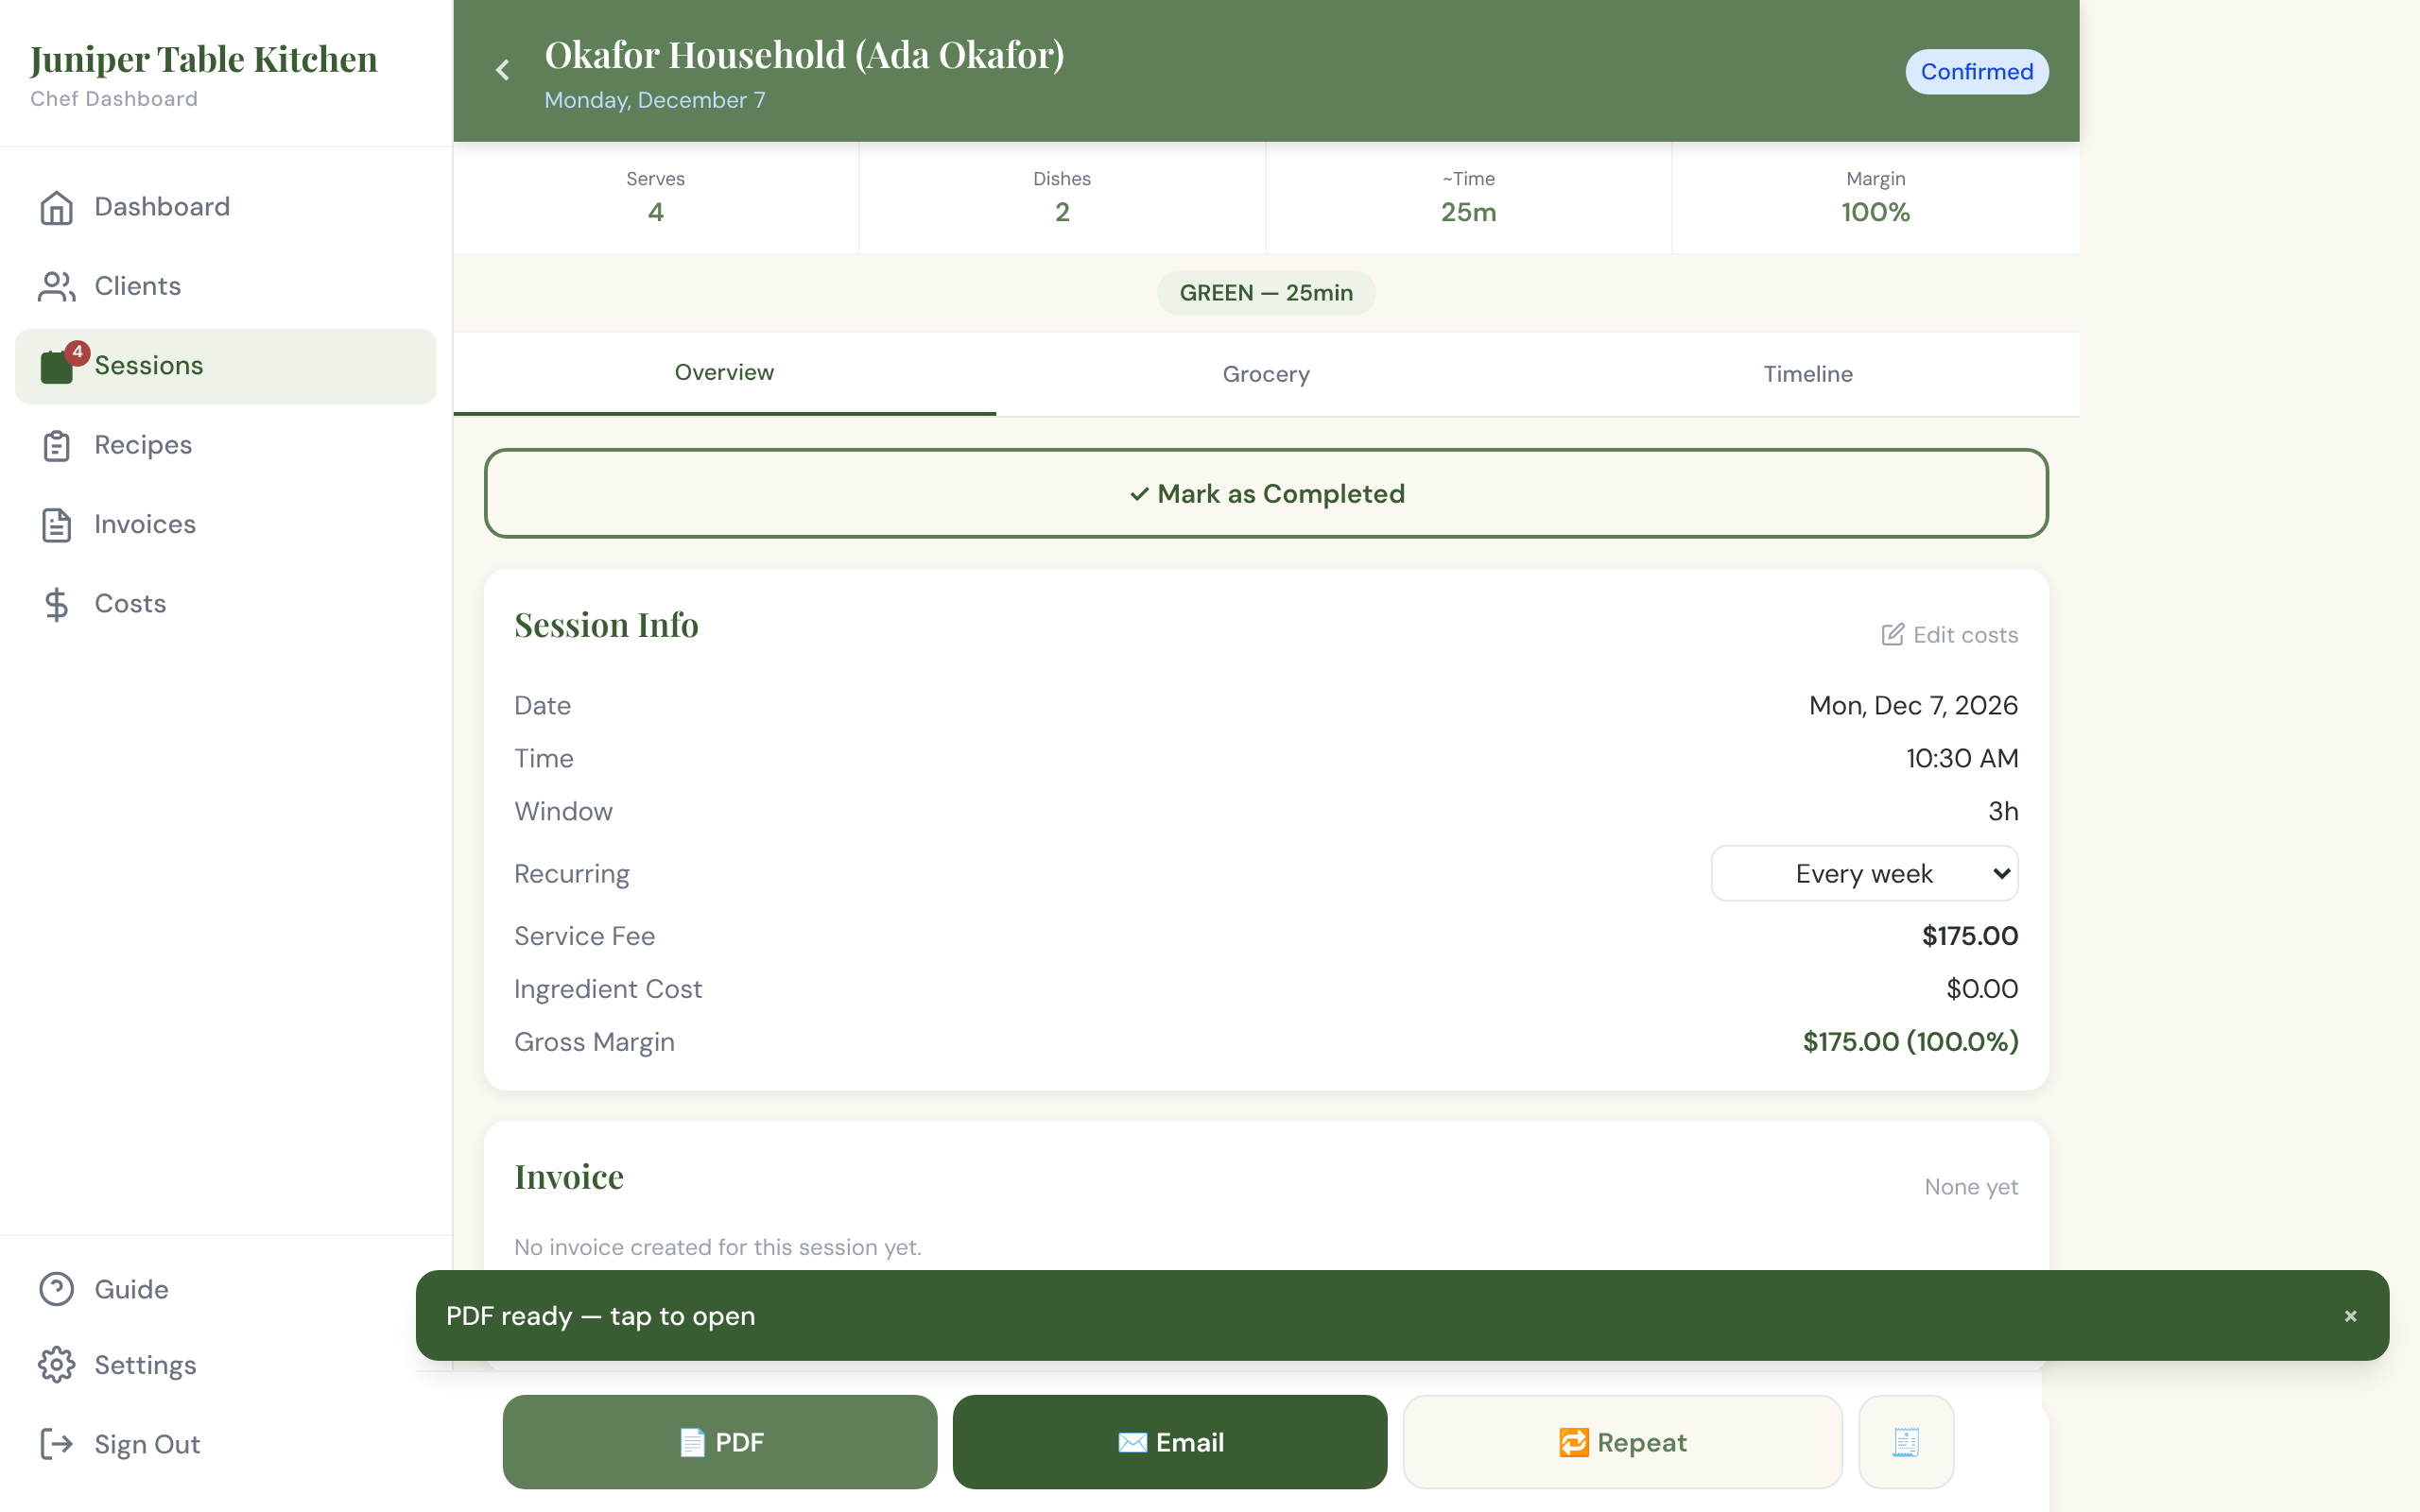 Juniper Table Kitchen
Chef Dashboard
Dashboard
Clients
4
Sessions
Recipes
Invoices
Costs
Guide
Settings
Sign Out
Okafor Household (Ada Okafor)
Monday, December 7
Confirmed
Serves
4
Dishes
2
~Time
25m
Margin
100%
GREEN — 25min
Overview
Grocery
Timeline
✓ Mark as Completed
Session Info
Edit costs
Date
Mon, Dec 7, 2026
Time
10:30 AM
Window
3h
Recurring
Every week
Service Fee
$175.00
Ingredient Cost
$0.00
Gross Margin
$175.00 (100.0%)
Invoice
None yet
No invoice created for this session yet.
PDF ready — tap to open
×
📄 PDF
✉️ Email
🔁 Repeat
🧾